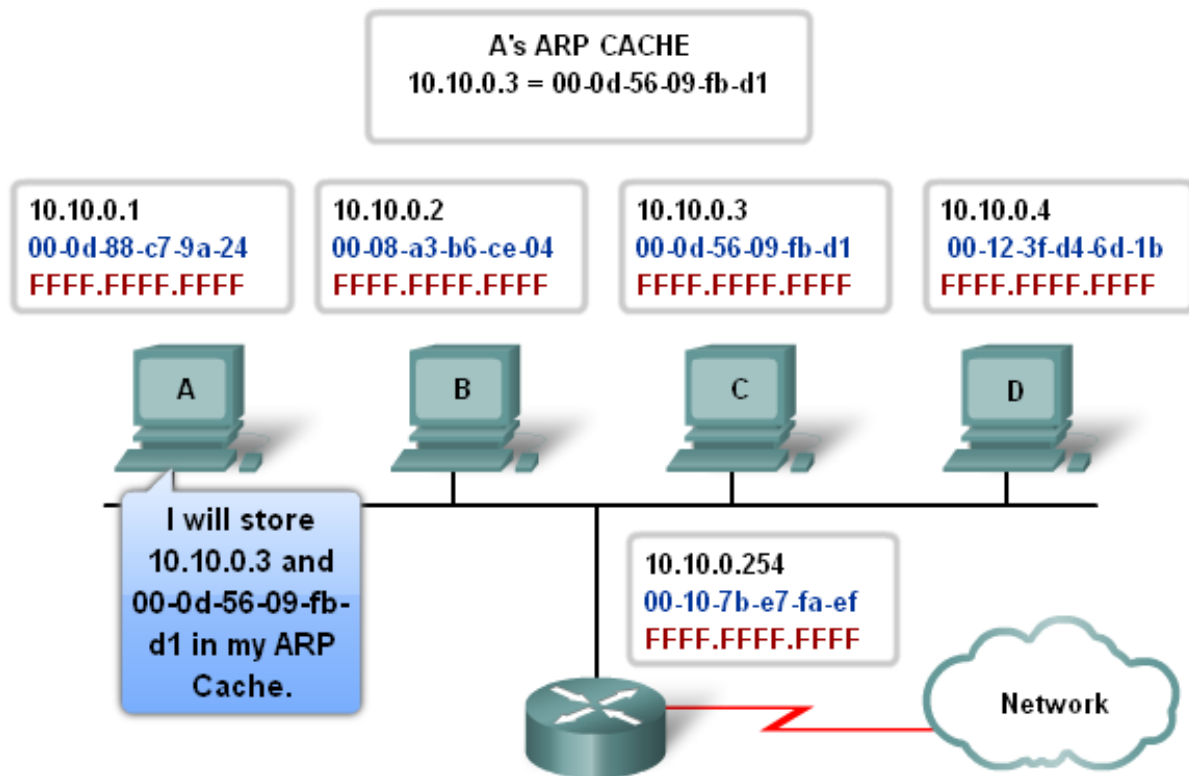 A's ARP CACHE
10.10.0.3 = 00-0d-56-09-fb-d1
10.10.0.1
00-0d-88-c7-9a-24
FFFF.FFFF.FFFF
10.10.0.2
00-08-a3-b6-ce-04
FFFF.FFFF.FFFF
10.10.0.3
00-0d-56-09-fb-d1
FFFF.FFFF.FFFF
10.10.0.4
00-12-3f-d4-6d-1b
FFFF.FFFF.FFFF
A
B
C
D
I will store
10.10.0.3 and
00-0d-56-09-fb-
d1 in my ARP
Cache.
10.10.0.254
00-10-7b-e7-fa-ef
FFFF.FFFF.FFFF
Network